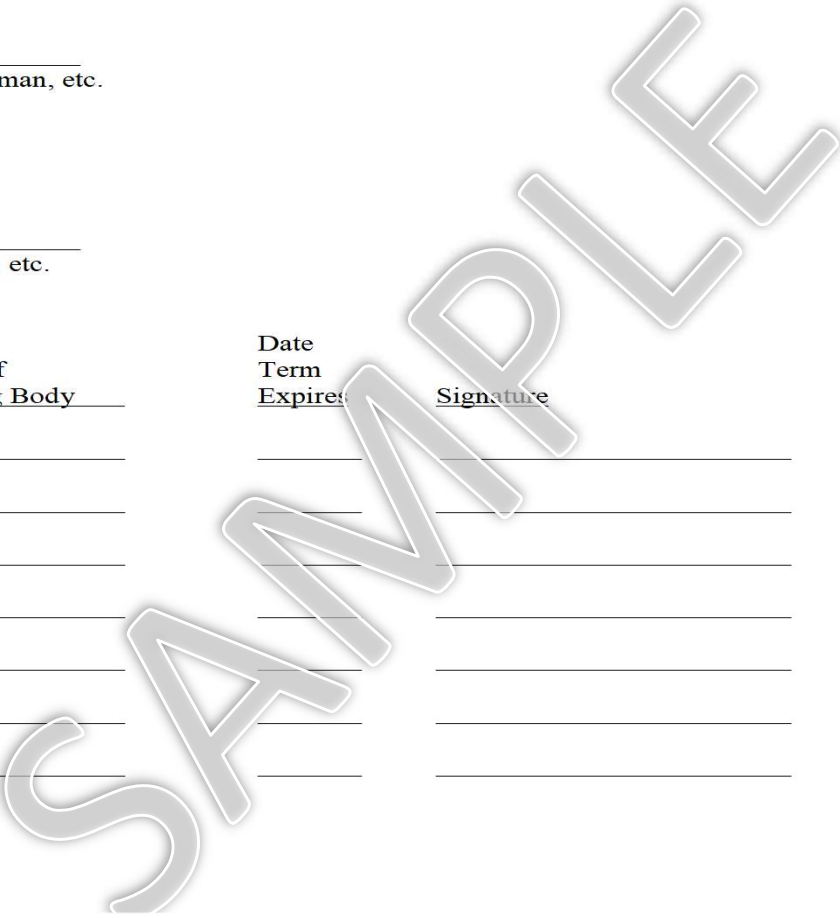 man, etc.
etc.
Date
f Term
g Body Expires Signature
SAMPLE